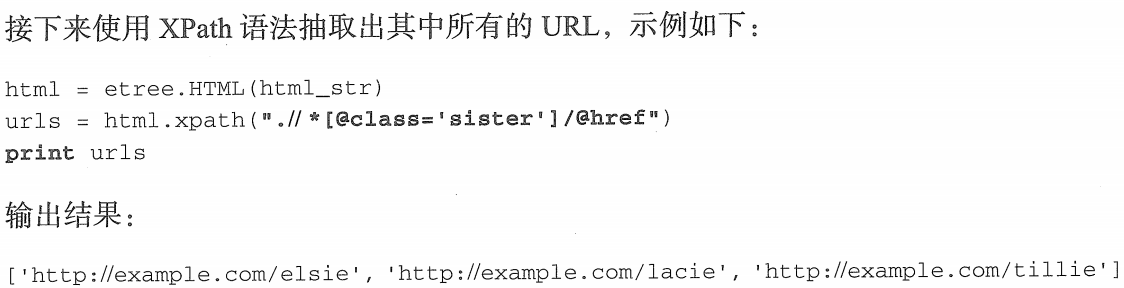 接下来使用 XPath 语法抽取出其中所有的 URL，示例如下：
html = etree.HTML(html_str)
urls = html.xpath(".//*[@class='sister']/@href")
print urls
输出结果：
['http://example.com/elsie', 'http://example.com/lacie', 'http://example.com/tillie']